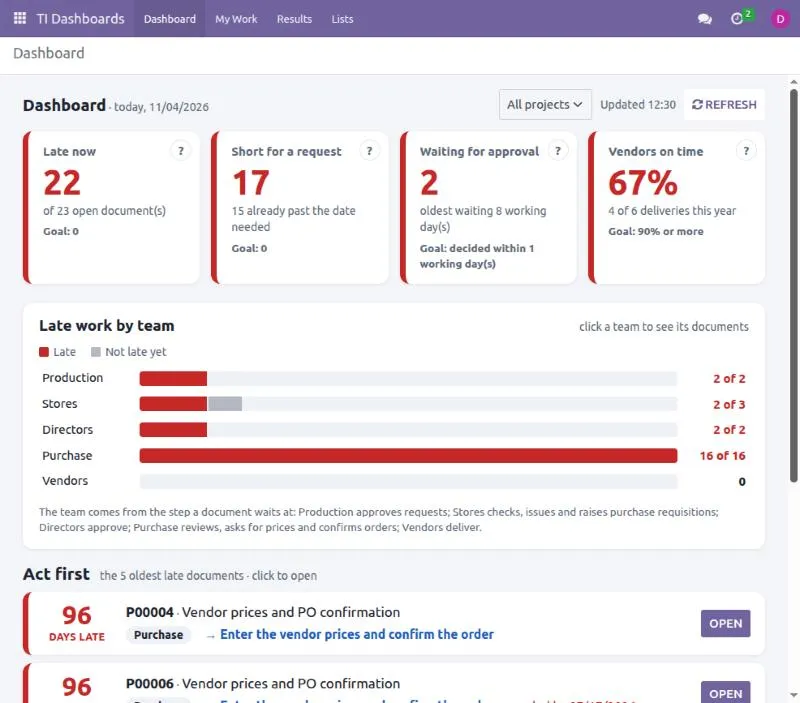 TI Dashboards Dashboard My Work Results Lists 2 D
Dashboard
Dashboard · today, 11/04/2026 All projects Updated 12:30 REFRESH
Late now ?
22
of 23 open document(s)
Goal: 0
Short for a request ?
17
15 already past the date
needed
Goal: 0
Waiting for approval ?
2
oldest waiting 8 working
day(s)
Goal: decided within 1
working day(s)
Vendors on time ?
67%
4 of 6 deliveries this year
Goal: 90% or more
Late work by team click a team to see its documents
Late Not late yet
Production 2 of 2
Stores 2 of 3
Directors 2 of 2
Purchase 16 of 16
Vendors 0
The team comes from the step a document waits at: Production approves requests; Stores checks, issues and raises purchase requisitions;
Directors approve; Purchase reviews, asks for prices and confirms orders; Vendors deliver.
Act first the 5 oldest late documents · click to open
96
DAYS LATE
P00004 · Vendor prices and PO confirmation
Purchase → Enter the vendor prices and confirm the order
OPEN
96
P00006 · Vendor prices and PO confirmation
OPEN